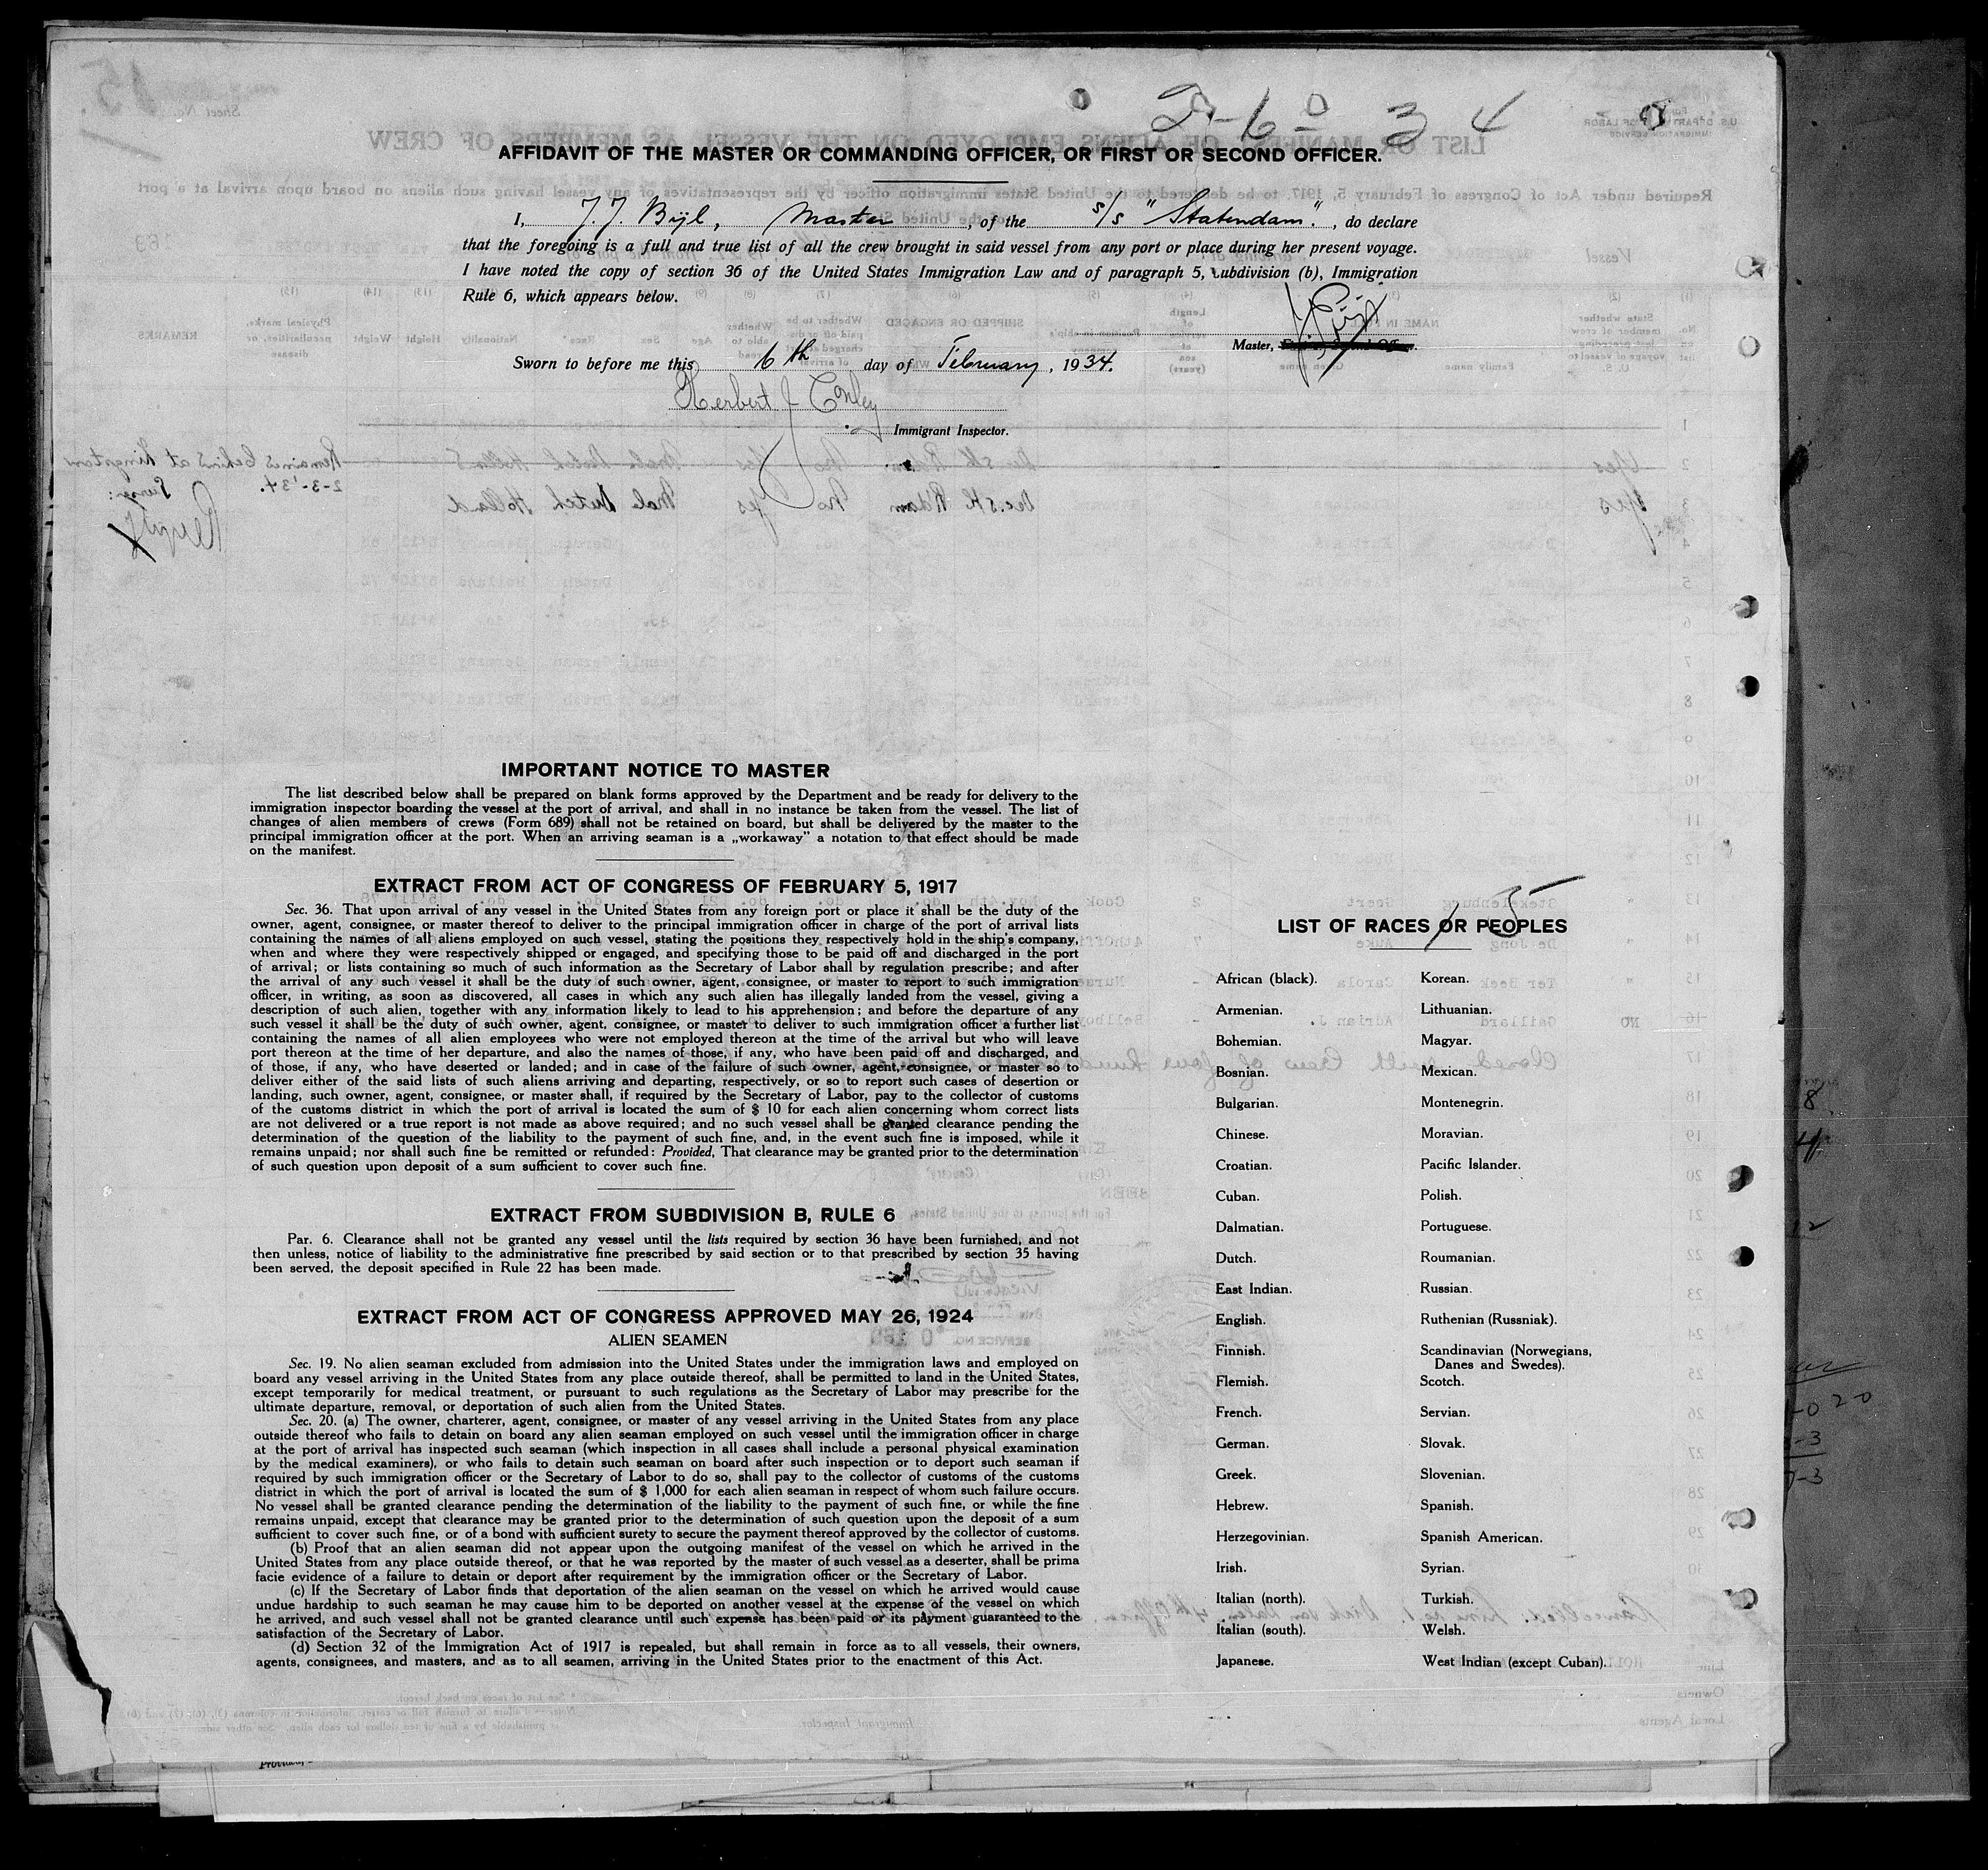 2-6-34
AFFIDAVIT OF THE MASTER OR COMMANDING OFFICER, OR FIRST OR SECOND OFFICER.
I, J. J. Bijl, Master, of the s/s "Statendam", do declare
that the foregoing is a full and true list of all the crew brought in said vessel from any port or place during her present voyage.
I have noted the copy of section 36 of the United States Immigration Law and of paragraph 5, subdivision (b), Immigration
Rule 6, which appears below.
Master,
Sworn to before me this 6th day of February, 1934.
Herbert J Conley
Immigrant Inspector.
IMPORTANT NOTICE TO MASTER
The list described below shall be prepared on blank forms approved by the Department and be ready for delivery to the
immigration inspector boarding the vessel at the port of arrival, and shall in no instance be taken from the vessel. The list of
changes of alien members of crews (Form 689) shall not be retained on board, but shall be delivered by the master to the
principal immigration officer at the port. When an arriving seaman is a „workaway" a notation to that effect should be made
on the manifest.
EXTRACT FROM ACT OF CONGRESS OF FEBRUARY 5, 1917
Sec. 36. That upon arrival of any vessel in the United States from any foreign port or place it shall be the duty of the
owner, agent, consignee, or master thereof to deliver to the principal immigration officer in charge of the port of arrival lists
containing the names of all aliens employed on such vessel, stating the positions they respectively hold in the ship's company,
when and where they were respectively shipped or engaged, and specifying those to be paid off and discharged in the port
of arrival; or lists containing so much of such information as the Secretary of Labor shall by regulation prescribe; and after
the arrival of any such vessel it shall be the duty of such owner, agent, consignee, or master to report to such immigration
officer, in writing, as soon as discovered, all cases in which any such alien has illegally landed from the vessel, giving a
description of such alien, together with any information likely to lead to his apprehension; and before the departure of any
such vessel it shall be the duty of such owner, agent, consignee, or master to deliver to such immigration officer a further list
containing the names of all alien employees who were not employed thereon at the time of the arrival but who will leave
port thereon at the time of her departure, and also the names of those, if any, who have been paid off and discharged, and
of those, if any, who have deserted or landed; and in case of the failure of such owner, agent, consignee, or master so to
deliver either of the said lists of such aliens arriving and departing, respectively, or so to report such cases of desertion or
landing, such owner, agent, consignee, or master shall, if required by the Secretary of Labor, pay to the collector of customs
of the customs district in which the port of arrival is located the sum of $ 10 for each alien concerning whom correct lists
are not delivered or a true report is not made as above required; and no such vessel shall be granted clearance pending the
determination of the question of the liability to the payment of such fine, and, in the event such fine is imposed, while it
remains unpaid; nor shall such fine be remitted or refunded: Provided, That clearance may be granted prior to the determination
of such question upon deposit of a sum sufficient to cover such fine.
EXTRACT FROM SUBDIVISION B, RULE 6
Par. 6. Clearance shall not be granted any vessel until the lists required by section 36 have been furnished, and not
then unless, notice of liability to the administrative fine prescribed by said section or to that prescribed by section 35 having
been served, the deposit specified in Rule 22 has been made.
EXTRACT FROM ACT OF CONGRESS APPROVED MAY 26, 1924
ALIEN SEAMEN
Sec. 19. No alien seaman excluded from admission into the United States under the immigration laws and employed on
board any vessel arriving in the United States from any place outside thereof, shall be permitted to land in the United States,
except temporarily for medical treatment, or pursuant to such regulations as the Secretary of Labor may prescribe for the
ultimate departure, removal, or deportation of such alien from the United States.
Sec. 20. (a) The owner, charterer, agent, consignee, or master of any vessel arriving in the United States from any place
outside thereof who fails to detain on board any alien seaman employed on such vessel until the immigration officer in charge
at the port of arrival has inspected such seaman (which inspection in all cases shall include a personal physical examination
by the medical examiners), or who fails to detain such seaman on board after such inspection or to deport such seaman if
required by such immigration officer or the Secretary of Labor to do so, shall pay to the collector of customs of the customs
district in which the port of arrival is located the sum of $ 1,000 for each alien seaman in respect of whom such failure occurs.
No vessel shall be granted clearance pending the determination of the liability to the payment of such fine, or while the fine
remains unpaid, except that clearance may be granted prior to the determination of such question upon the deposit of a sum
sufficient to cover such fine, or of a bond with sufficient surety to secure the payment thereof approved by the collector of customs.
(b) Proof that an alien seaman did not appear upon the outgoing manifest of the vessel on which he arrived in the
United States from any place outside thereof, or that he was reported by the master of such vessel as a deserter, shall be prima
facie evidence of a failure to detain or deport after requirement by the immigration officer or the Secretary of Labor.
(c) If the Secretary of Labor finds that deportation of the alien seaman on the vessel on which he arrived would cause
undue hardship to such seaman he may cause him to be deported on another vessel at the expense of the vessel on which
he arrived, and such vessel shall not be granted clearance until such expense has been paid or its payment guaranteed to the
satisfaction of the Secretary of Labor.
(d) Section 32 of the Immigration Act of 1917 is repealed, but shall remain in force as to all vessels, their owners,
agents, consignees, and masters, and as to all seamen, arriving in the United States prior to the enactment of this Act.
15
LIST OF RACES OR PEOPLES
African (black).
Armenian.
Bohemian.
Bosnian.
Bulgarian.
Chinese.
Croatian.
Cuban.
Dalmatian.
Dutch.
East Indian.
English.
Finnish.
Flemish.
French.
German.
Greek.
Hebrew.
Herzegovinian.
Irish.
Italian (north).
Italian (south).
Japanese.
Korean.
Lithuanian.
Magyar.
Mexican.
Montenegrin.
Moravian.
Pacific Islander.
Polish.
Portuguese.
Roumanian.
Russian.
Ruthenian (Russniak).
Scandinavian (Norwegians,
Danes and Swedes).
Scotch.
Servian.
Slovak.
Slovenian.
Spanish.
Spanish American.
Syrian.
Turkish.
Welsh.
West Indian (except Cuban).